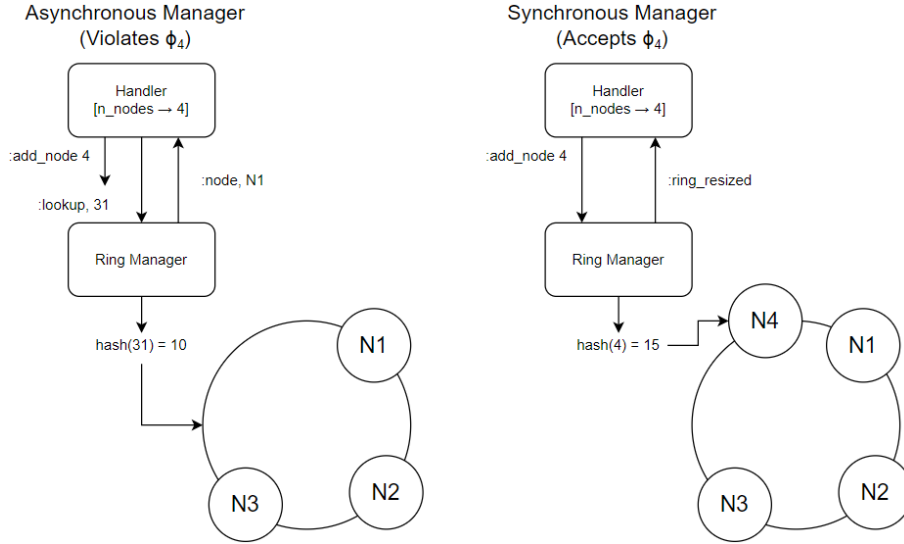 Asynchronous Manager
(Violates ϕ₄)
Handler
[n_nodes → 4]
:add_node 4
:node, N1
:lookup, 31
Ring Manager
hash(31) = 10
N1
N2
N3
Synchronous Manager
(Accepts ϕ₄)
Handler
[n_nodes → 4]
:add_node 4
:ring_resized
Ring Manager
hash(4) = 15
N4
N1
N2
N3